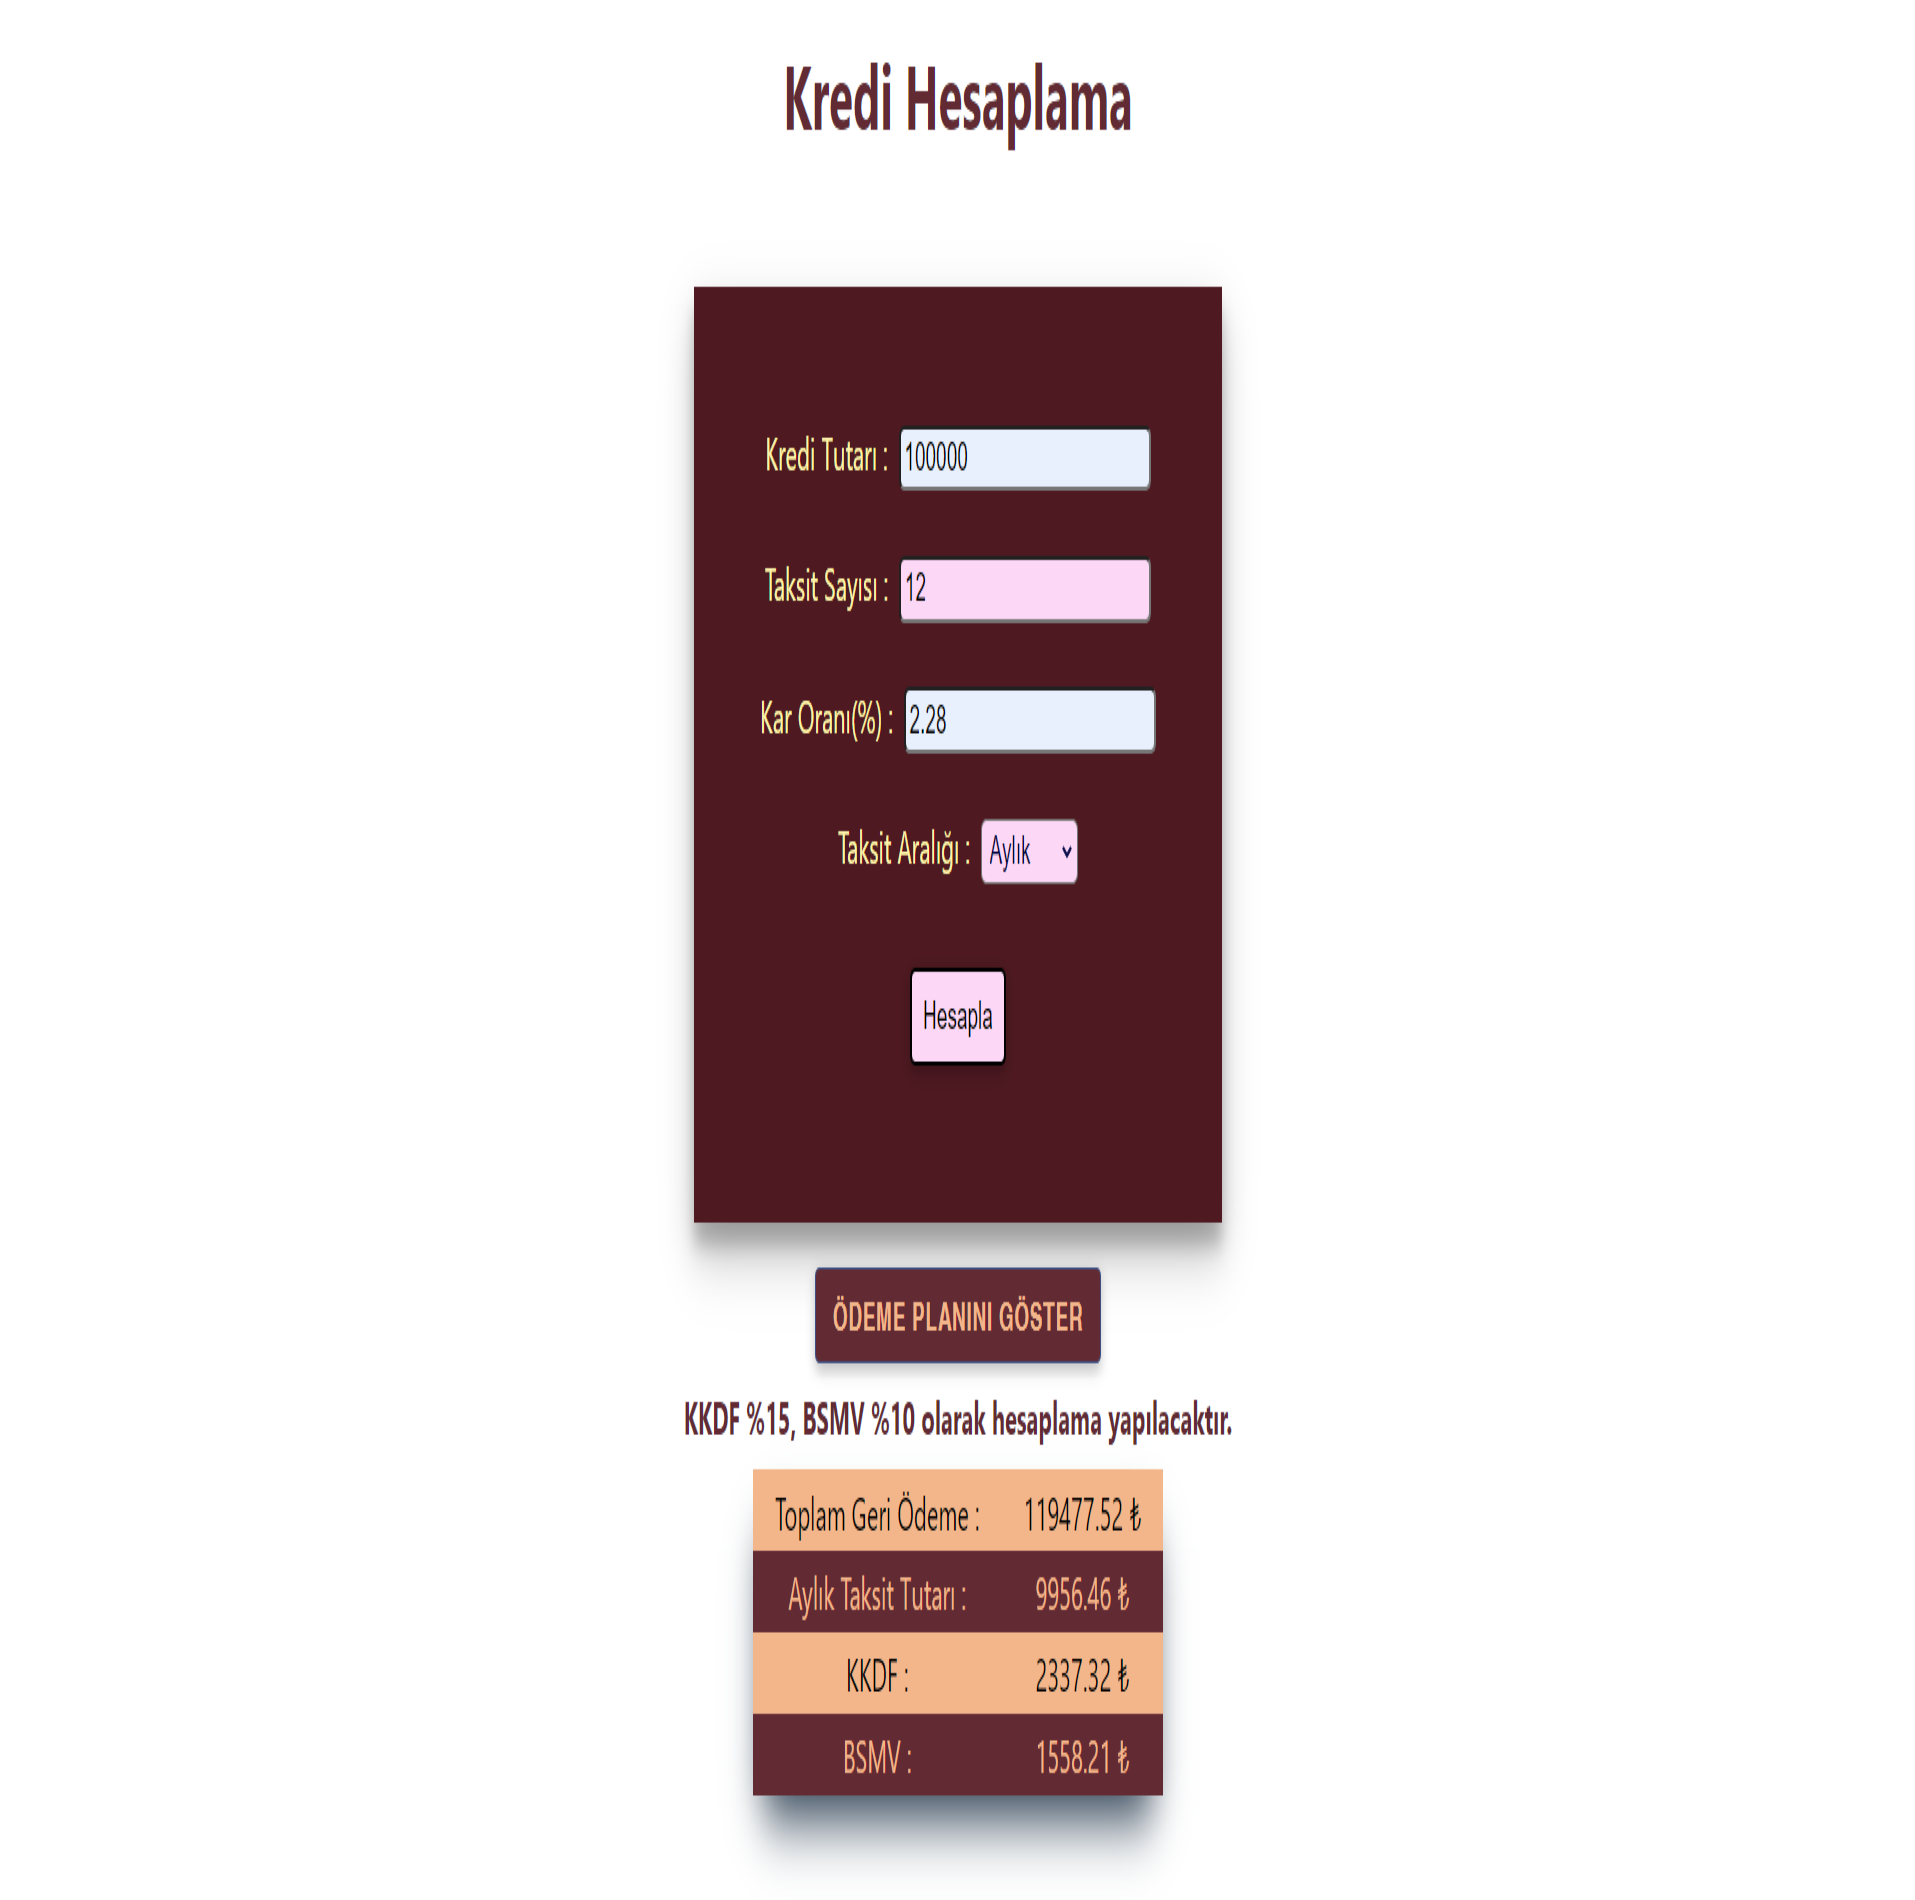 Kredi Hesaplama
Kredi Tutarı : 100000
Taksit Sayısı : 12
Kar Oranı(%) : 2.28
Taksit Aralığı : Aylık
Hesapla
ÖDEME PLANINI GÖSTER
KKDF %15, BSMV %10 olarak hesaplama yapılacaktır.
Toplam Geri Ödeme : 119477.52 ₺
Aylık Taksit Tutarı : 9956.46 ₺
KKDF : 2337.32 ₺
BSMV : 1558.21 ₺